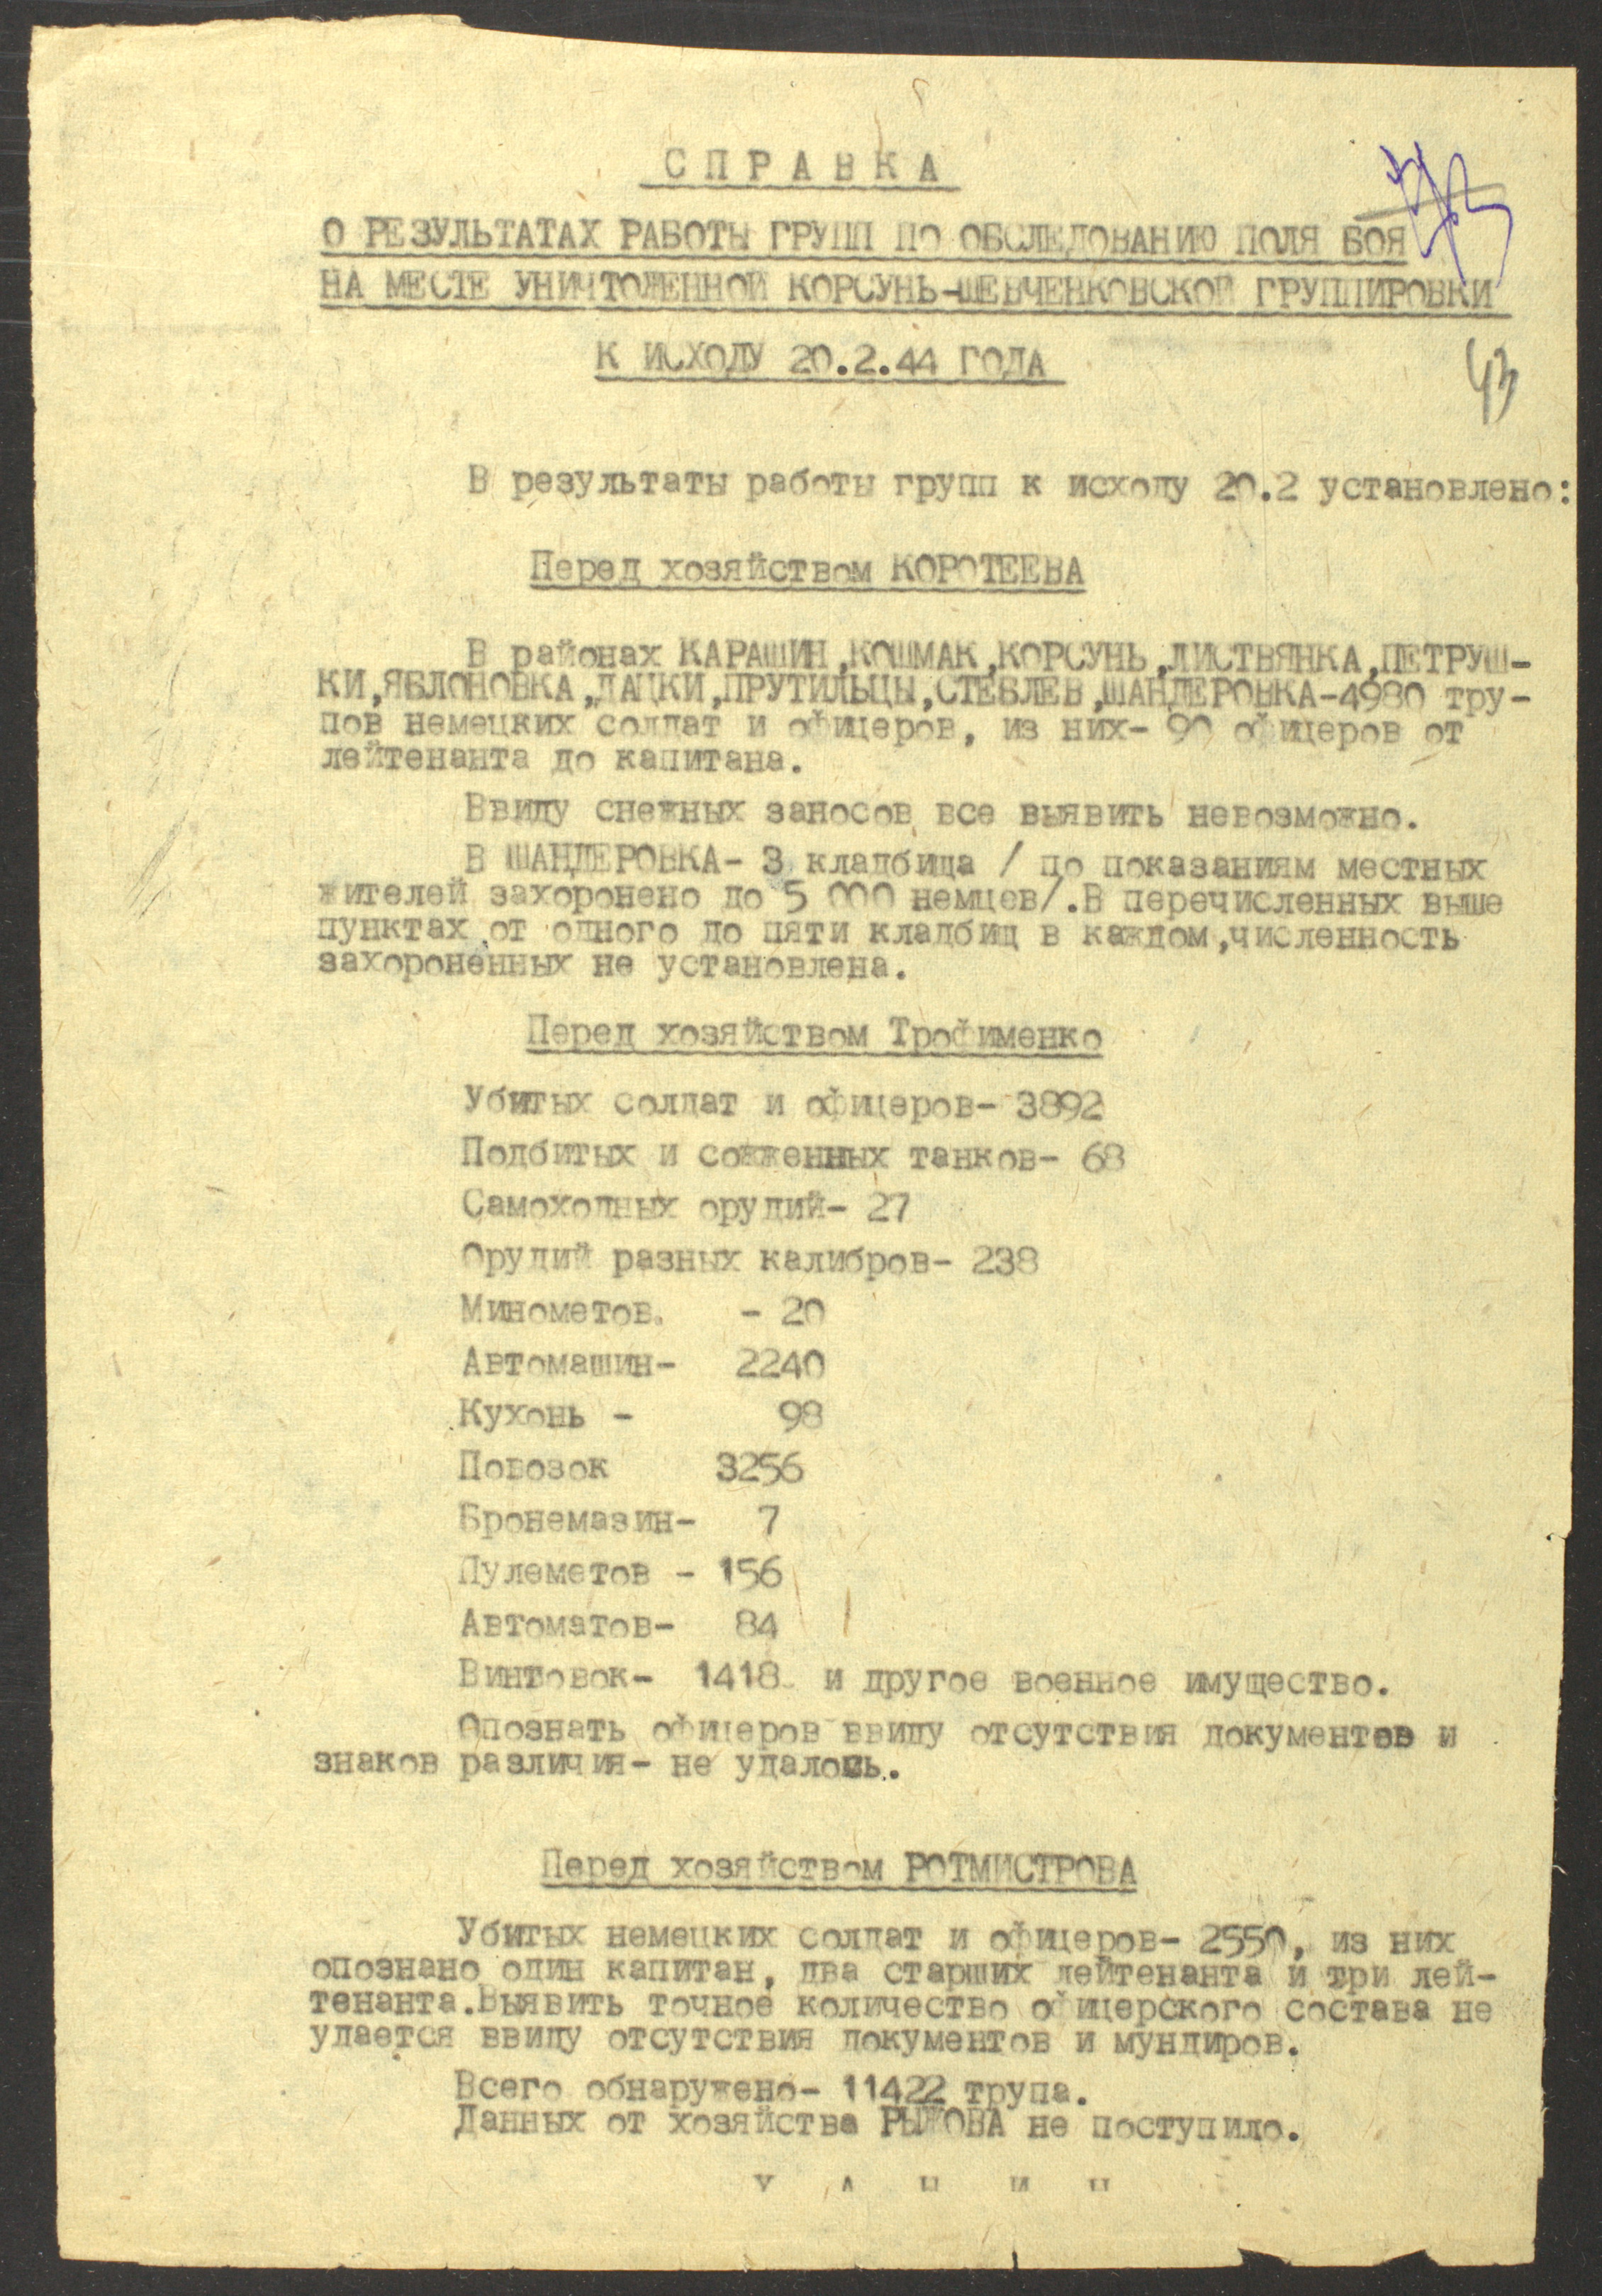 СПРАВКА
О РЕЗУЛЬТАТАХ РАБОТЫ ГРУПП ПО ОБСЛЕДОВАНИЮ ПОЛЯ БОЯ
НА МЕСТЕ УНИЧТОЖЕННОЙ КОРСУНЬ-ШЕВЧЕНКОВСКОЙ ГРУППИРОВКИ
К ИСХОДУ 20.2.44 ГОДА
43
В результаты работы групп к исходу 20.2 установлено:
Перед хозяйством КОРОТЕЕВА
В районах КАРАШИН,КОШМАК,КОРСУНЬ,ЛИСТВЯНКА,ПЕТРУШ-
КИ,ЯБЛОНОВКА,ДАЦКИ,ПРУТИЛЬЦЫ,СТЕБЛЕВ,ШАНДЕРОВКА-4980 тру-
пов немецких солдат и офицеров, из них- 90 офицеров от
лейтенанта до капитана.
Ввиду снежных заносов все выявить невозможно.
В ШАНДЕРОВКА- 3 кладбища / по показаниям местных
жителей захоронено до 5 000 немцев/.В перечисленных выше
пунктах от одного до пяти кладбищ в каждом,численность
захороненных не установлена.
Перед хозяйством Трофименко
Убитых солдат и офицеров- 3892
Подбитых и сожженных танков- 68
Самоходных орудий- 27
Орудий разных калибров- 238
Минометов. - 20
Автомашин- 2240
Кухонь - 98
Повозок 3256
Бронемазин- 7
Пулеметов - 156
Автоматов- 84
Винтовок- 1418 и другое военное имущество.
Опознать офицеров ввиду отсутствия документов и
знаков различия- не удалось.
Перед хозяйством РОТМИСТРОВА
Убитых немецких солдат и офицеров- 2550, из них
опознано один капитан, два старших лейтенанта и три лей-
тенанта.Выявить точное количество офицерского состава не
удается ввиду отсутствия документов и мундиров.
Всего обнаружено- 11422 трупа.
Данных от хозяйства РЫЖОВА не поступило.